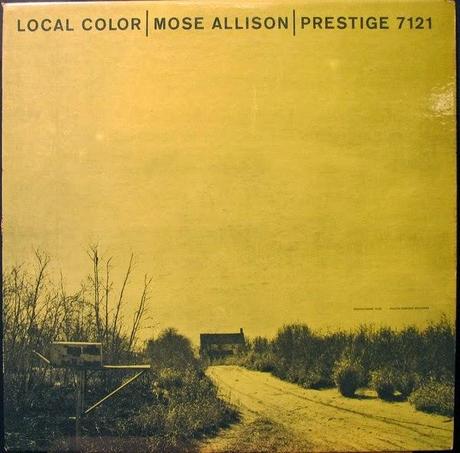 LOCAL COLOR | MOSE ALLISON | PRESTIGE 7121